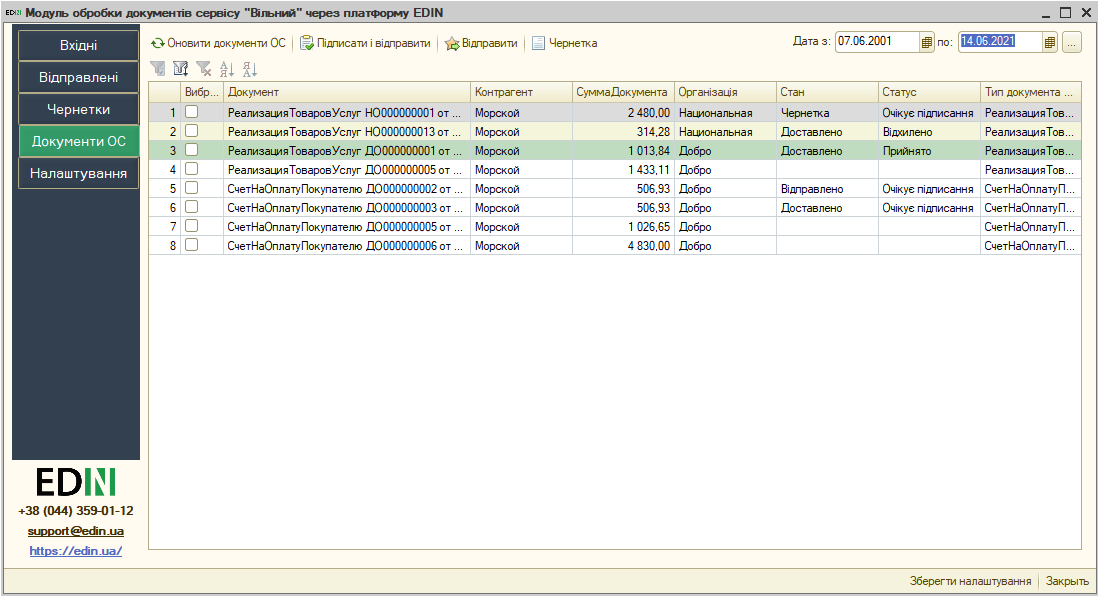 EDIN Модуль обробки документів сервісу "Вільний" через платформу EDIN
Вхідні
Відправлені
Чернетки
Документи ОС
Налаштування
Оновити документи ОС Підписати і відправити Відправити Чернетка Дата з: 07.06.2001 по: 14.06.2021 ...
Вибр... Документ Контрагент СуммаДокумента Організація Стан Статус Тип документа ...
1 РеализацияТоваровУслуг НО000000001 от ... Морской 2 480,00 Национальная Чернетка Очікує підписання РеализацияТов...
2 РеализацияТоваровУслуг НО000000013 от ... Морской 314,28 Национальная Доставлено Відхилено РеализацияТов...
3 РеализацияТоваровУслуг ДО000000001 от ... Морской 1 013,84 Добро Доставлено Прийнято РеализацияТов...
4 РеализацияТоваровУслуг ДО000000005 от ... Морской 1 433,11 Добро РеализацияТов...
5 СчетНаОплатуПокупателю ДО000000002 от ... Морской 506,93 Добро Відправлено Очікує підписання СчетНаОплатуП...
6 СчетНаОплатуПокупателю ДО000000003 от ... Морской 506,93 Добро Доставлено Очікує підписання СчетНаОплатуП...
7 СчетНаОплатуПокупателю ДО000000005 от ... Морской 1 026,65 Добро СчетНаОплатуП...
8 СчетНаОплатуПокупателю ДО000000006 от ... Морской 4 830,00 Добро СчетНаОплатуП...
EDIN
+38 (044) 359-01-12
support@edin.ua
https://edin.ua/
Зберегти налаштування Закрыть